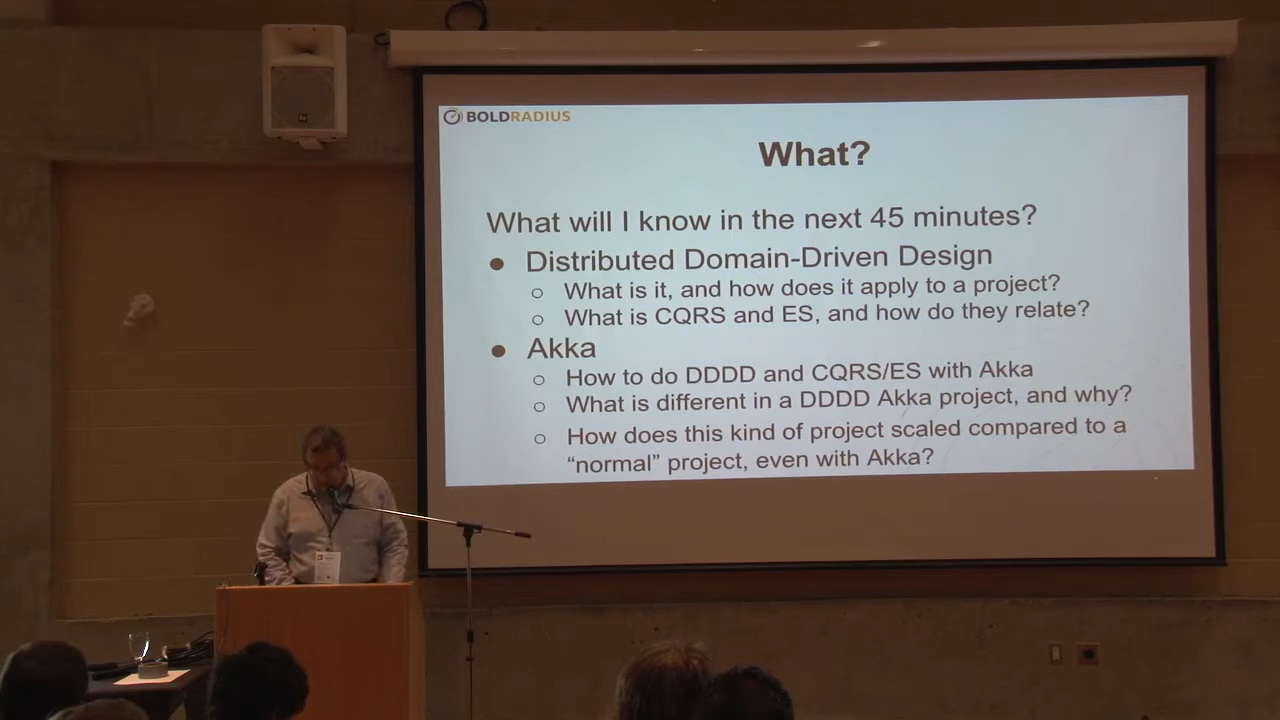 BOLDRADIUS
What?
What will I know in the next 45 minutes?
● Distributed Domain-Driven Design
○ What is it, and how does it apply to a project?
○ What is CQRS and ES, and how do they relate?
● Akka
○ How to do DDDD and CQRS/ES with Akka
○ What is different in a DDDD Akka project, and why?
○ How does this kind of project scaled compared to a
“normal” project, even with Akka?